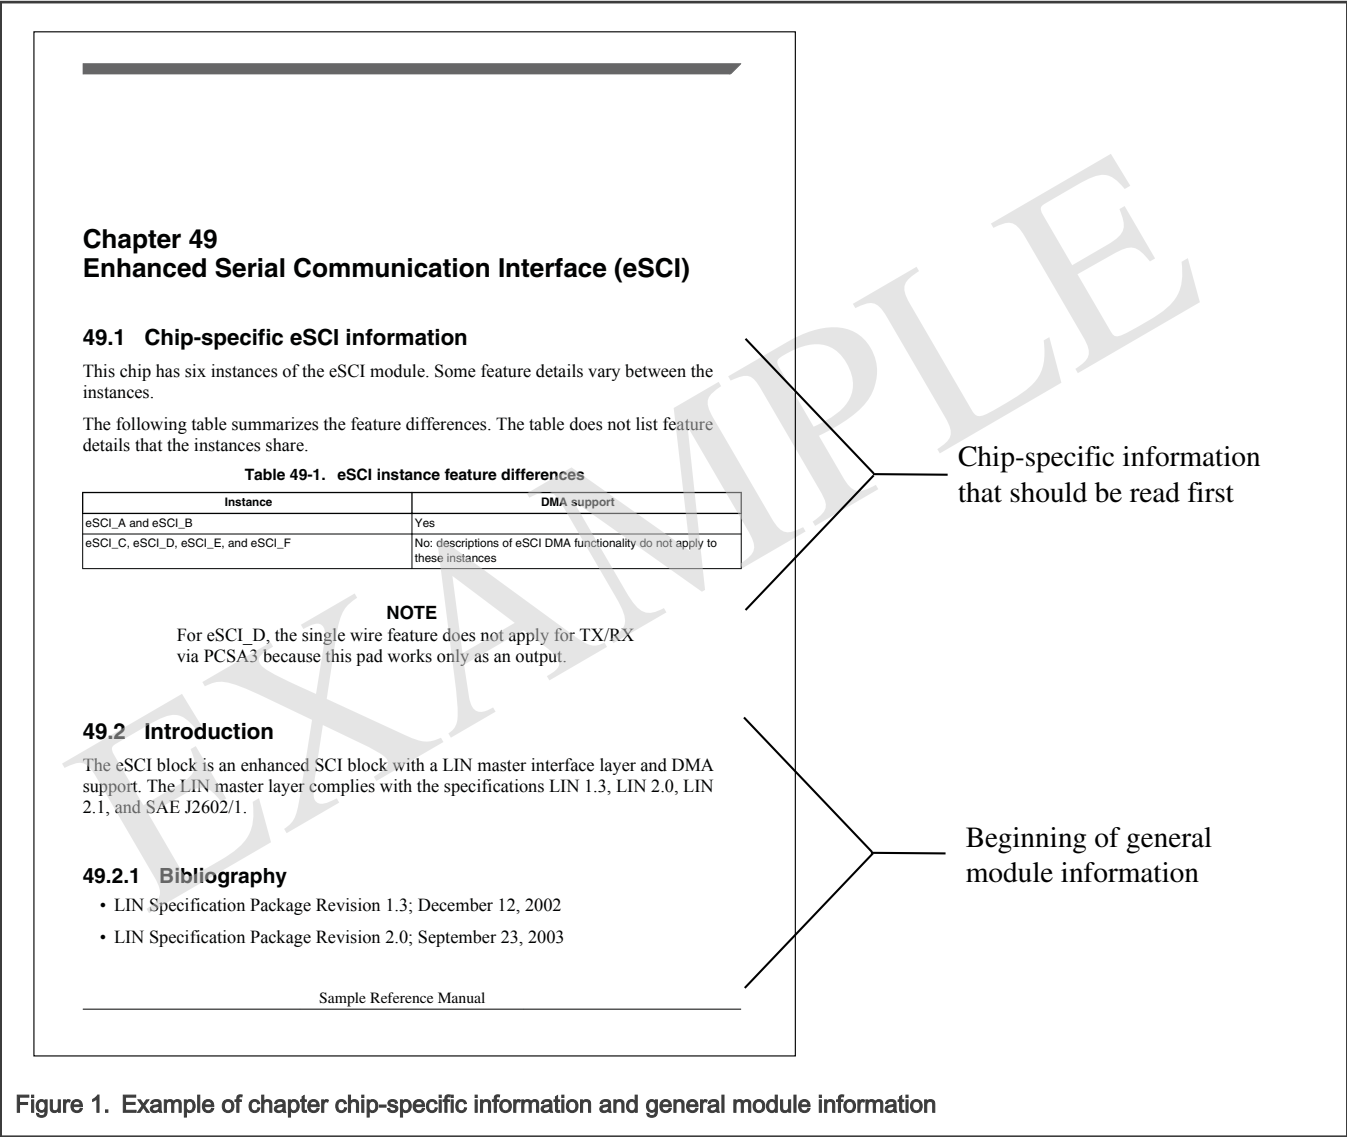 Chapter 49
Enhanced Serial Communication Interface (eSCI)
49.1 Chip-specific eSCI information
This chip has six instances of the eSCI module. Some feature details vary between the
instances.
The following table summarizes the feature differences. The table does not list feature
details that the instances share.
Table 49-1. eSCI instance feature differences
Instance DMA support
eSCI_A and eSCI_B Yes
eSCI_C, eSCI_D, eSCI_E, and eSCI_F No: descriptions of eSCI DMA functionality do not apply to
these instances
NOTE
For eSCI_D, the single wire feature does not apply for TX/RX
via PCSA3 because this pad works only as an output.
49.2 Introduction
The eSCI block is an enhanced SCI block with a LIN master interface layer and DMA
support. The LIN master layer complies with the specifications LIN 1.3, LIN 2.0, LIN
2.1, and SAE J2602/1.
49.2.1 Bibliography
• LIN Specification Package Revision 1.3; December 12, 2002
• LIN Specification Package Revision 2.0; September 23, 2003
Sample Reference Manual
EXAMPLE
Chip-specific information
that should be read first
Beginning of general
module information
Figure 1. Example of chapter chip-specific information and general module information